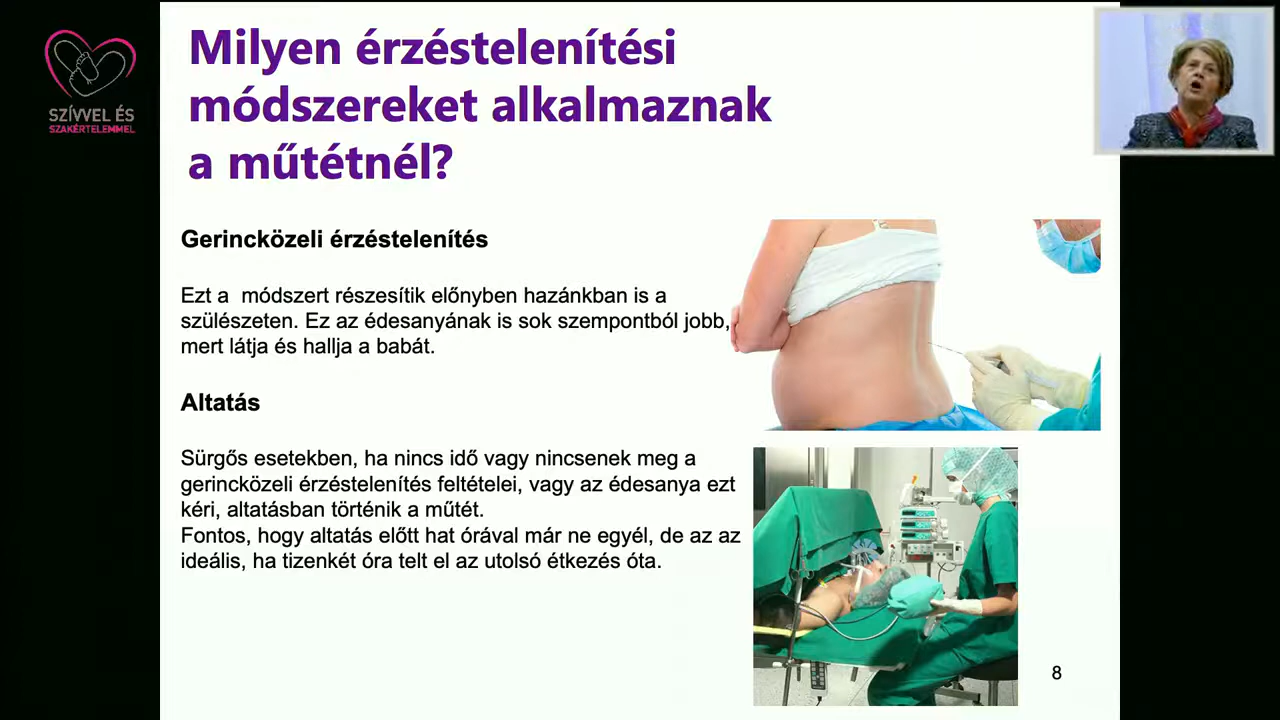 SZÍVVEL ÉS
SZAKÉRTELEMMEL
Milyen érzéstelenítési
módszereket alkalmaznak
a műtétnél?
Gerincközeli érzéstelenítés
Ezt a  módszert részesítik előnyben hazánkban is a
szülészeten. Ez az édesanyának is sok szempontból jobb,
mert látja és hallja a babát.
Altatás
Sürgős esetekben, ha nincs idő vagy nincsenek meg a
gerincközeli érzéstelenítés feltételei, vagy az édesanya ezt
kéri, altatásban történik a műtét.
Fontos, hogy altatás előtt hat órával már ne egyél, de az az
ideális, ha tizenkét óra telt el az utolsó étkezés óta.
8